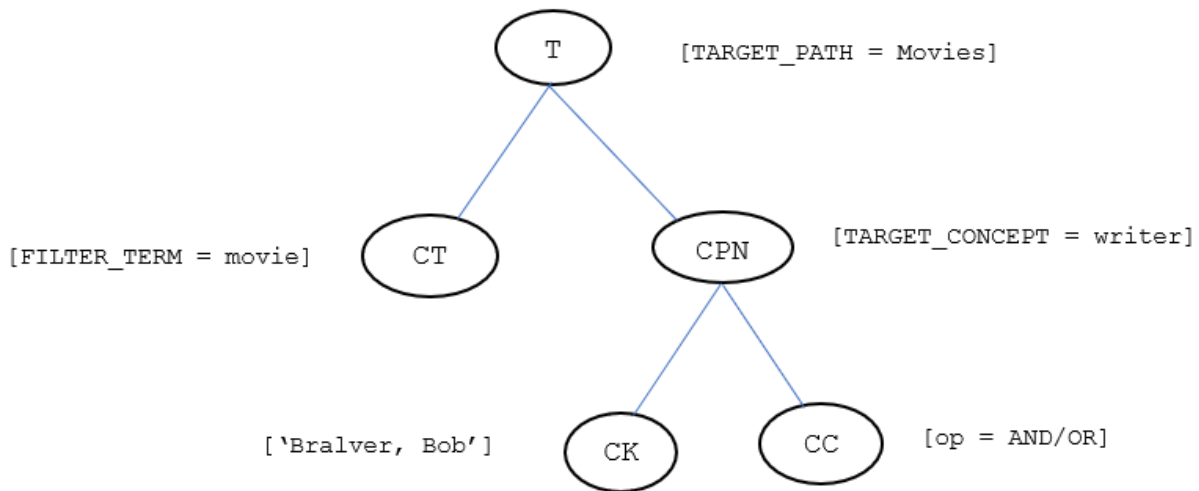 T
[TARGET_PATH = Movies]
[FILTER_TERM = movie]
CT
CPN
[TARGET_CONCEPT = writer]
[‘Bralver, Bob’]
CK
CC
[op = AND/OR]